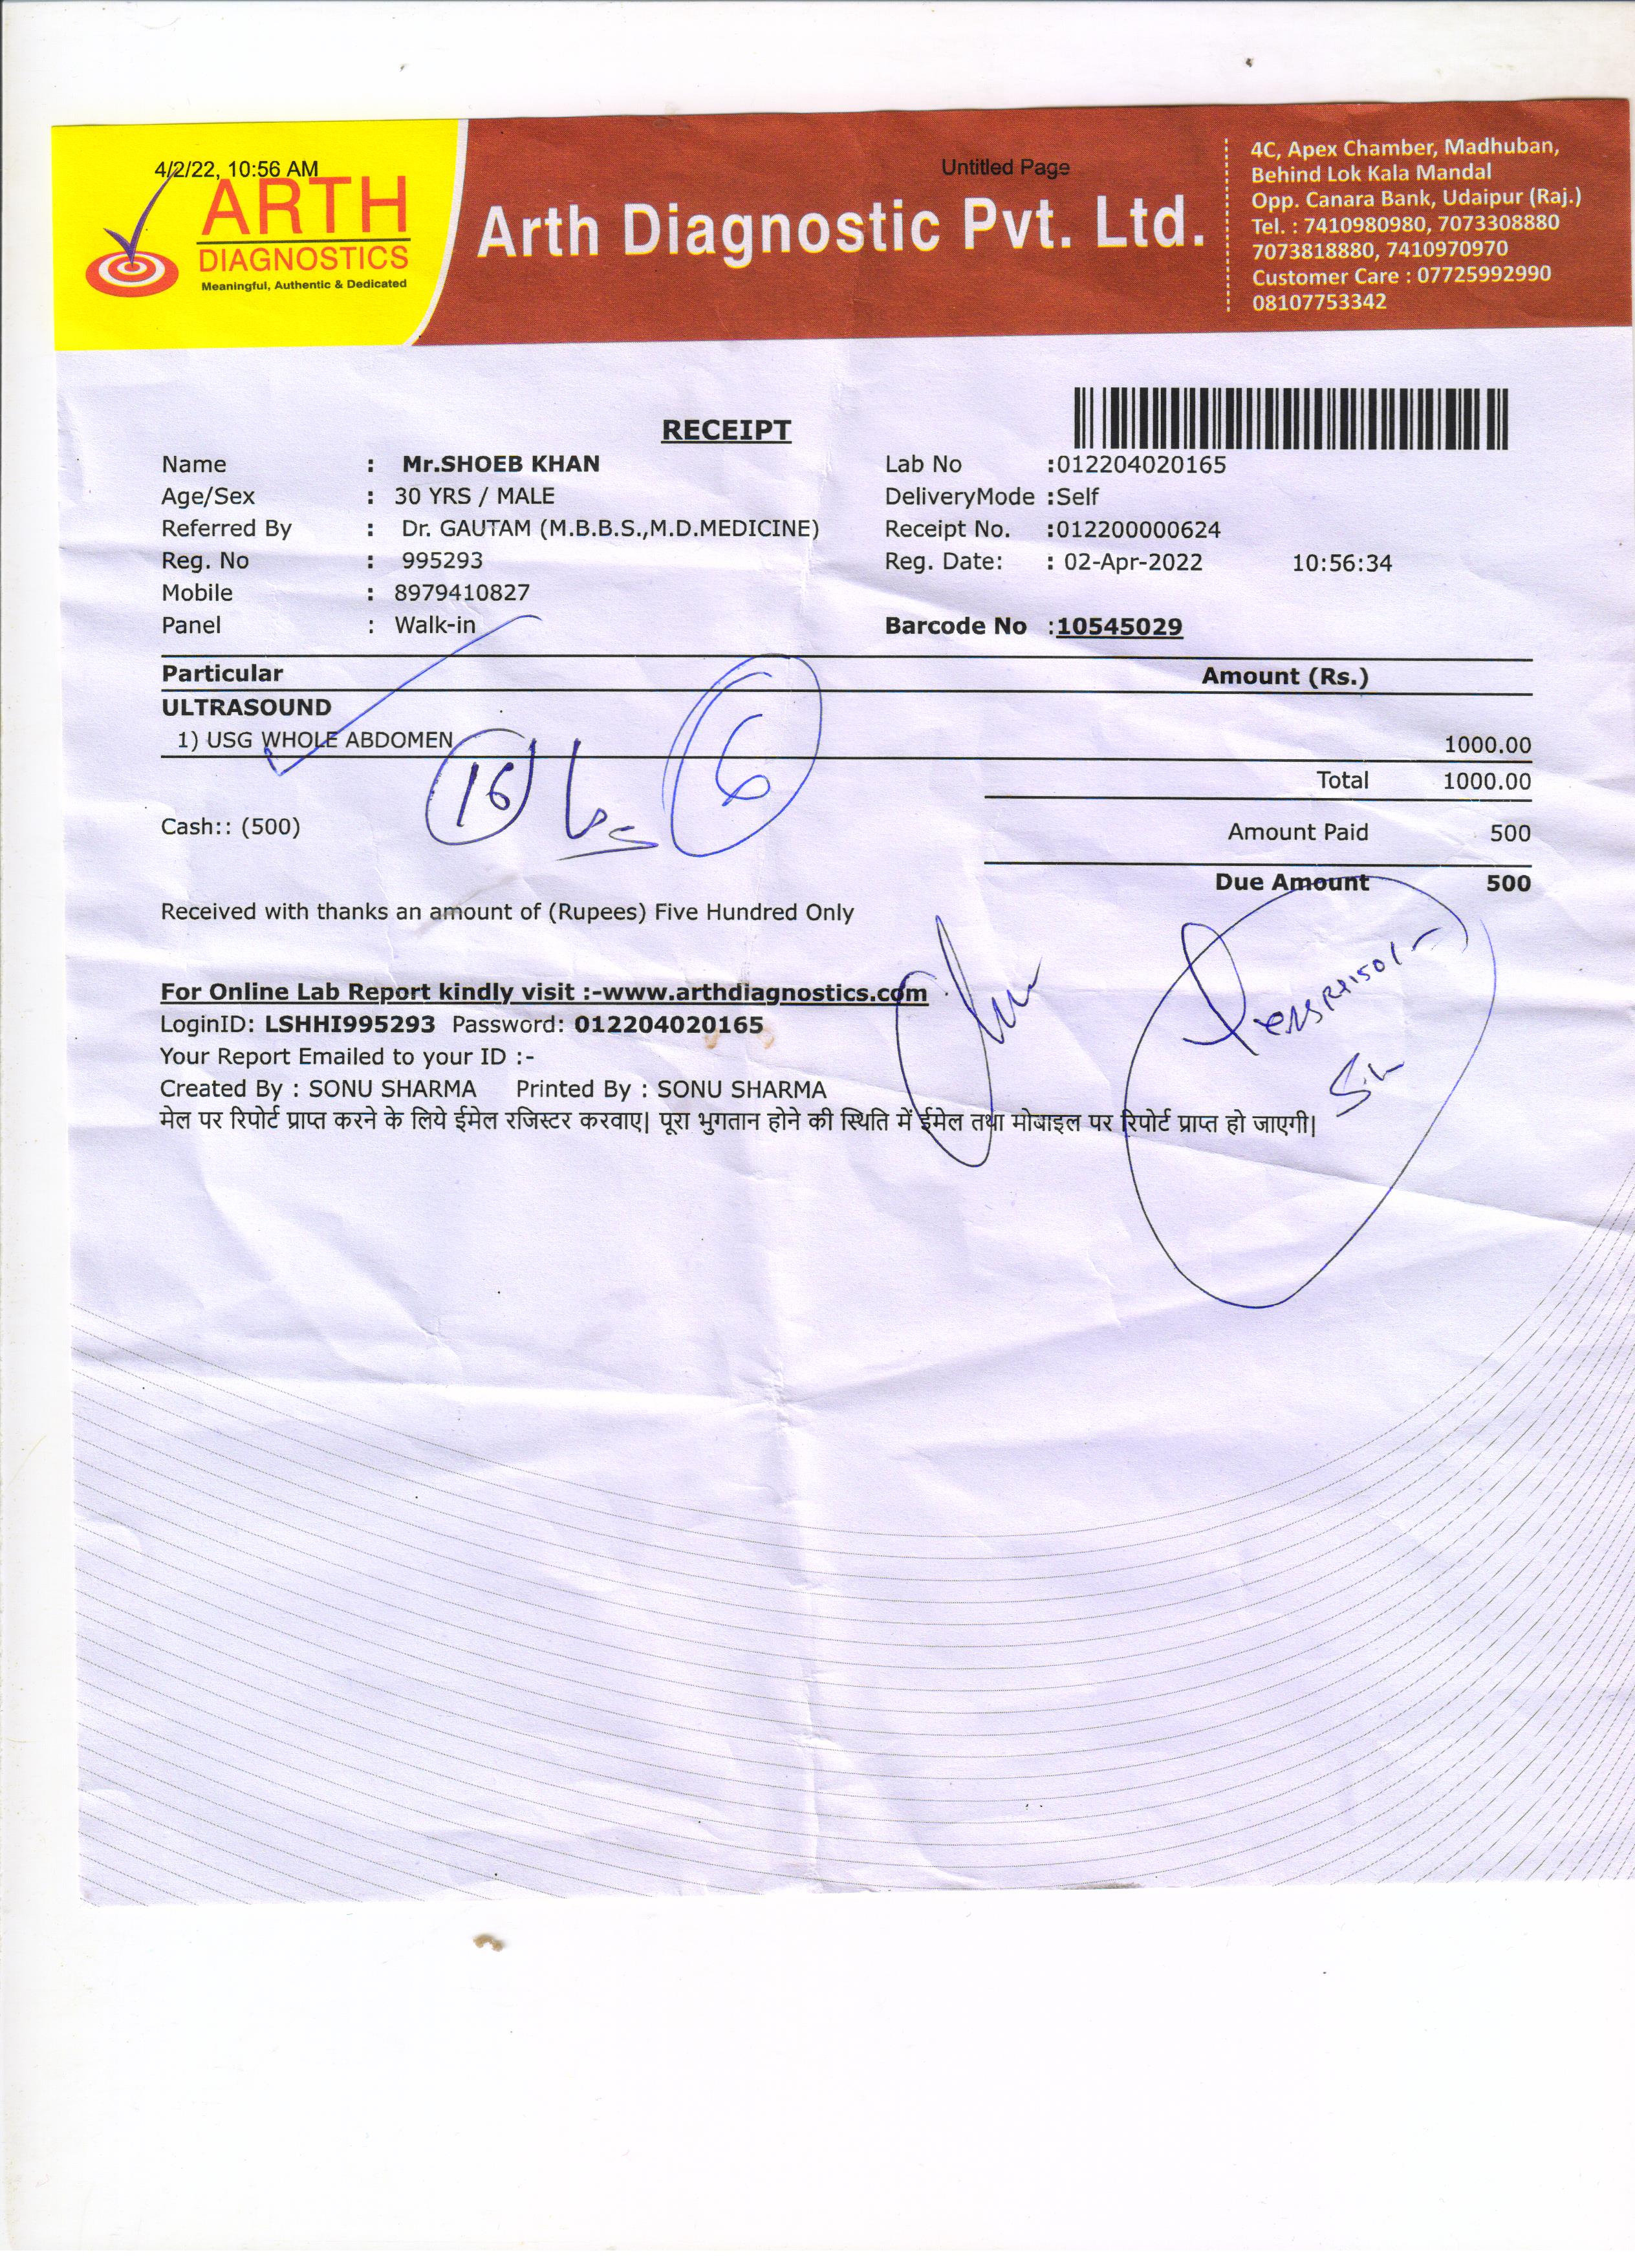 4/2/22, 10:56 AM
Untitled Page
ARTH
DIAGNOSTICS
Meaningful, Authentic & Dedicated
Arth Diagnostic Pvt. Ltd.
4C, Apex Chamber, Madhuban,
Behind Lok Kala Mandal
Opp. Canara Bank, Udaipur (Raj.)
Tel. : 7410980980, 7073308880
7073818880, 7410970970
Customer Care : 07725992990
08107753342
RECEIPT
Name : Mr.SHOEB KHAN Lab No :012204020165
Age/Sex : 30 YRS / MALE DeliveryMode :Self
Referred By : Dr. GAUTAM (M.B.B.S.,M.D.MEDICINE) Receipt No. :012200000624
Reg. No : 995293 Reg. Date: : 02-Apr-2022 10:56:34
Mobile : 8979410827
Panel : Walk-in Barcode No :10545029
Particular Amount (Rs.)
ULTRASOUND
1) USG WHOLE ABDOMEN 1000.00
Total 1000.00
16 6
Cash:: (500) Amount Paid 500
Due Amount 500
Received with thanks an amount of (Rupees) Five Hundred Only
For Online Lab Report kindly visit :-www.arthdiagnostics.com
LoginID: LSHHI995293 Password: 012204020165
Your Report Emailed to your ID :-
Created By : SONU SHARMA Printed By : SONU SHARMA
मेल पर रिपोर्ट प्राप्त करने के लिये ईमेल रजिस्टर करवाए| पूरा भुगतान होने की स्थिति में ईमेल तथा मोबाइल पर रिपोर्ट प्राप्त हो जाएगी|